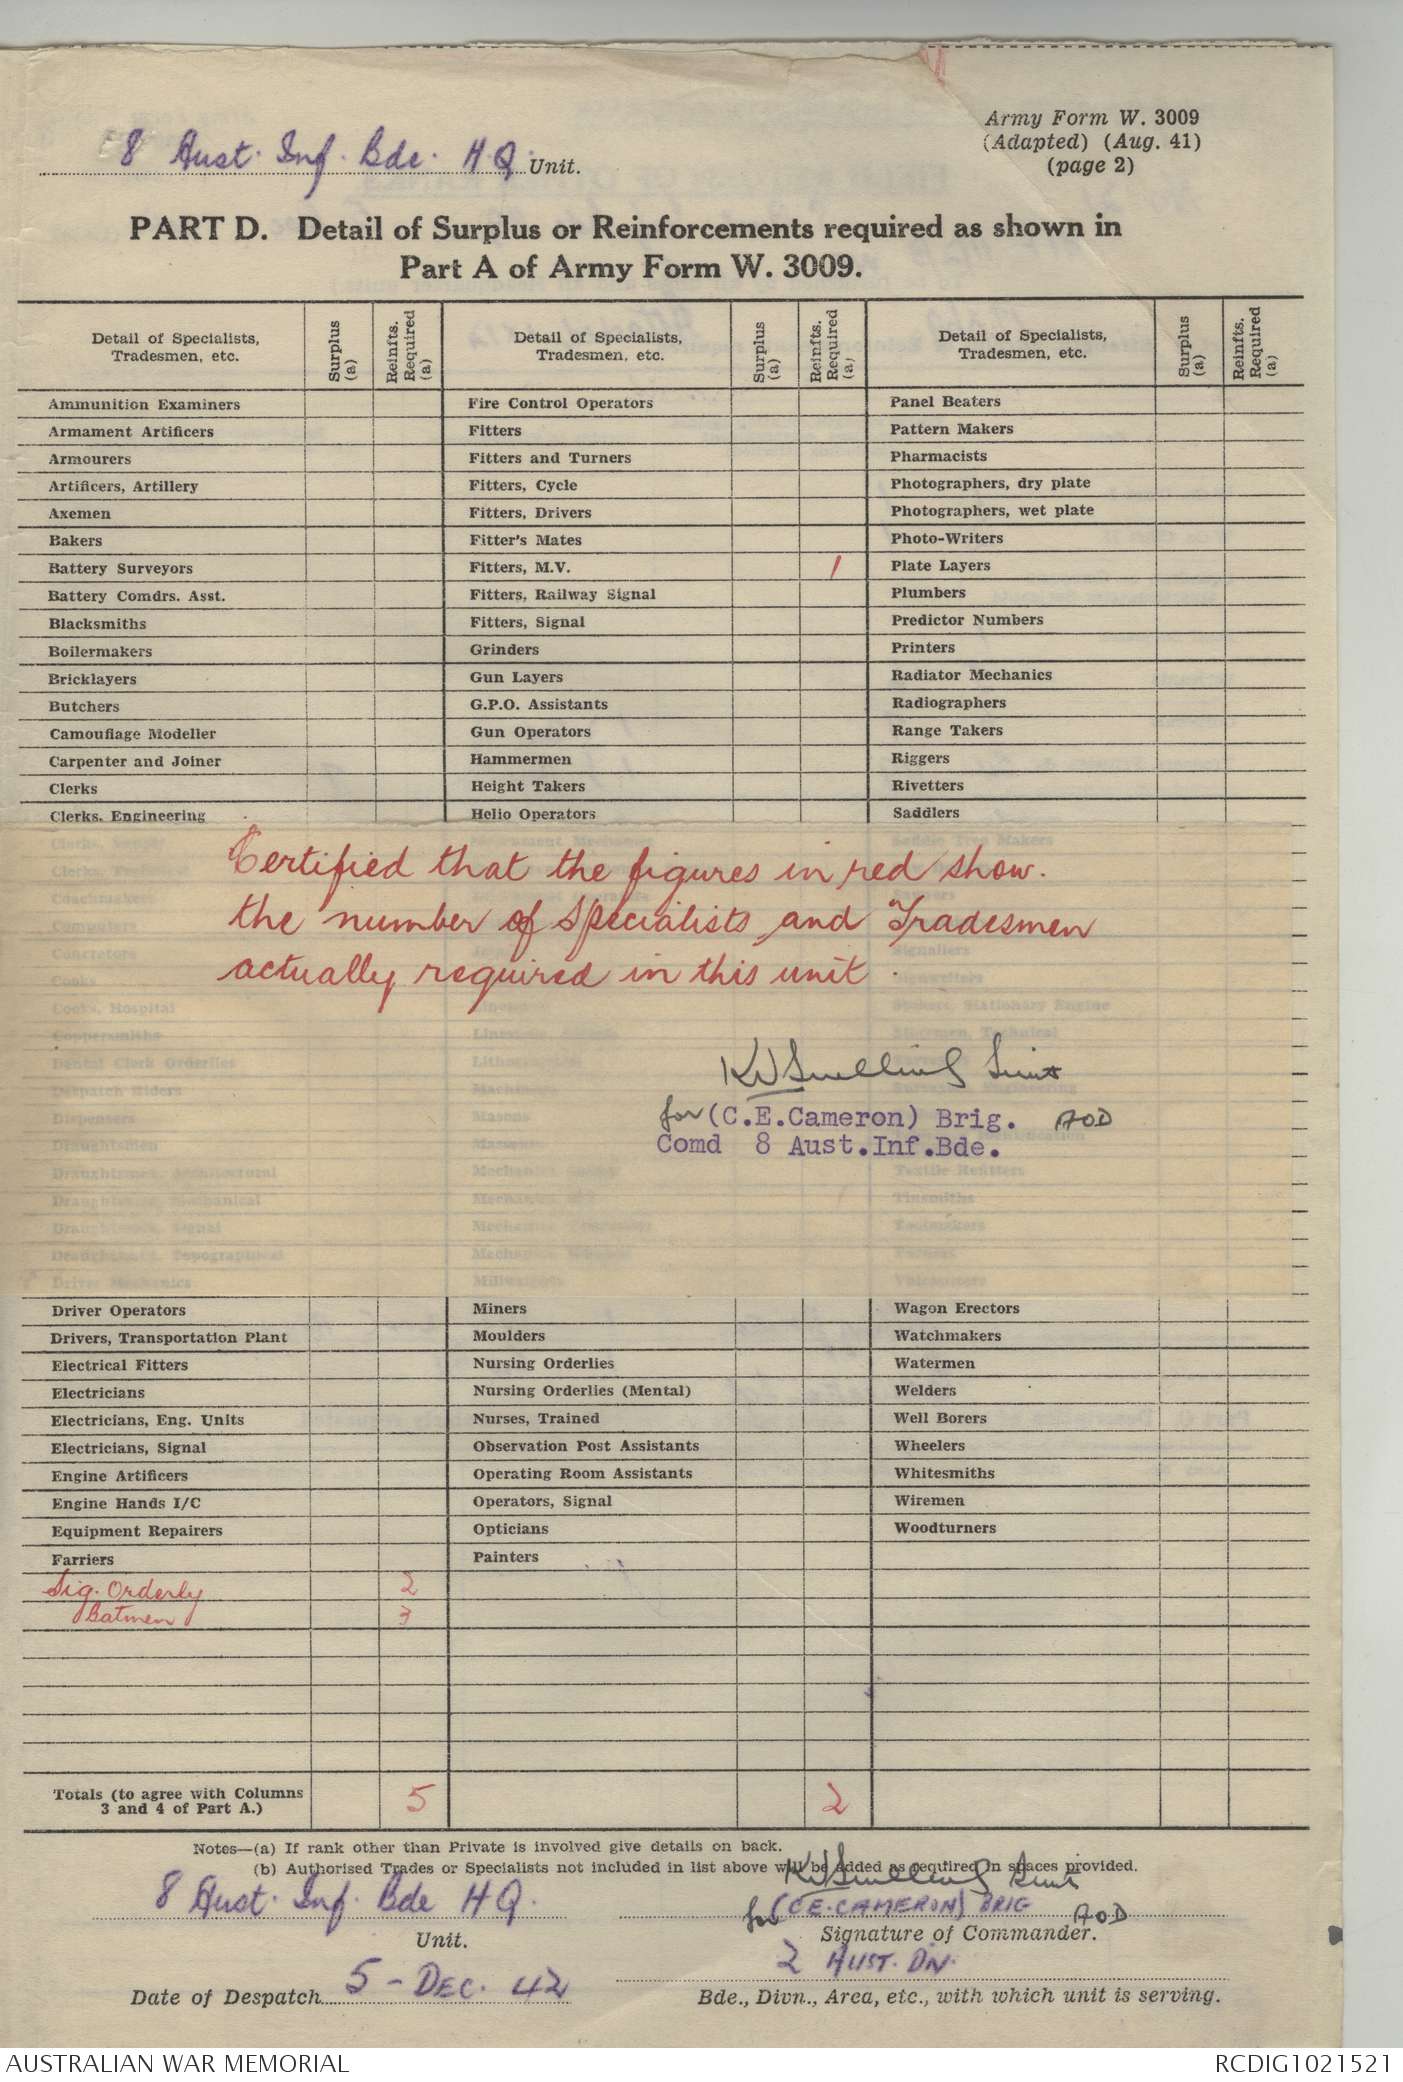 8 Aust. Inf. Bde. HQ. Unit.
Army Form W. 3009
(Adapted) (Aug. 41)
(page 2)
PART D. Detail of Surplus or Reinforcements required as shown in
Part A of Army Form W. 3009.
Detail of Specialists, Tradesmen, etc. Surplus (a) Reinfts. Required (a) Detail of Specialists, Tradesmen, etc. Surplus (a) Reinfts. Required (a) Detail of Specialists, Tradesmen, etc. Surplus (a) Reinfts. Required (a)
Ammunition Examiners Fire Control Operators Panel Beaters
Armament Artificers Fitters Pattern Makers
Armourers Fitters and Turners Pharmacists
Artificers, Artillery Fitters, Cycle Photographers, dry plate
Axemen Fitters, Drivers Photographers, wet plate
Bakers Fitter's Mates Photo-Writers
Battery Surveyors Fitters, M.V. 1 Plate Layers
Battery Comdrs. Asst. Fitters, Railway Signal Plumbers
Blacksmiths Fitters, Signal Predictor Numbers
Boilermakers Grinders Printers
Bricklayers Gun Layers Radiator Mechanics
Butchers G.P.O. Assistants Radiographers
Camouflage Modeller Gun Operators Range Takers
Carpenter and Joiner Hammermen Riggers
Clerks Height Takers Rivetters
Clerks, Engineering Helio Operators Saddlers
Certified that the figures in red show.
the number of Specialists and Tradesmen
actually required in this unit.
for (C.E.Cameron) Brig.
Comd 8 Aust.Inf.Bde.
Driver Operators Miners Wagon Erectors
Drivers, Transportation Plant Moulders Watchmakers
Electrical Fitters Nursing Orderlies Watermen
Electricians Nursing Orderlies (Mental) Welders
Electricians, Eng. Units Nurses, Trained Well Borers
Electricians, Signal Observation Post Assistants Wheelers
Engine Artificers Operating Room Assistants Whitesmiths
Engine Hands I/C Operators, Signal Wiremen
Equipment Repairers Opticians Woodturners
Farriers Painters
Sig. Orderly 2
Batmen 3
Totals (to agree with Columns 3 and 4 of Part A.) 5 2
Notes—(a) If rank other than Private is involved give details on back.
(b) Authorised Trades or Specialists not included in list above will be added as required in spaces provided.
8 Aust. Inf. Bde HQ.
Unit.
for (C.E. CAMERON) BRIG
Signature of Commander.
2 AUST. DIV.
Date of Despatch 5 - DEC. 42
Bde., Divn., Area, etc., with which unit is serving.
AUSTRALIAN WAR MEMORIAL
RCDIG1021521